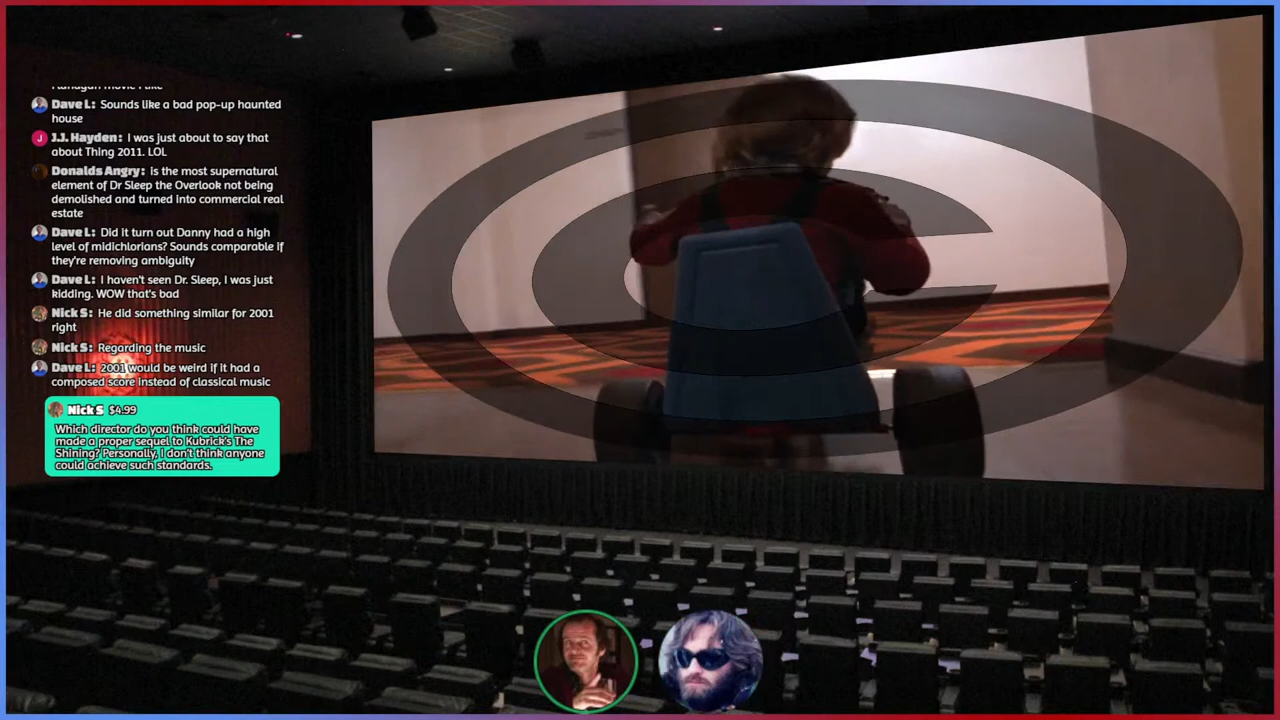 Flanagan movie I like
Dave L: Sounds like a bad pop-up haunted
house
J
J.J. Hayden: I was just about to say that
about Thing 2011. LOL
Donalds Angry: is the most supernatural
element of Dr Sleep the Overlook not being
demolished and turned into commercial real
estate
Dave L: Did it turn out Danny had a high
level of midichlorians? Sounds comparable if
they're removing ambiguity
Dave L: I haven't seen Dr. Sleep, I was just
kidding. WOW that's bad
Nick S: He did something similar for 2001
right
Nick S: Regarding the music
Dave L: 2001 would be weird if it had a
composed score instead of classical music
Nick S $4.99
Which director do you think could have
made a proper sequel to Kubrick's The
Shining? Personally, I don't think anyone
could achieve such standards.